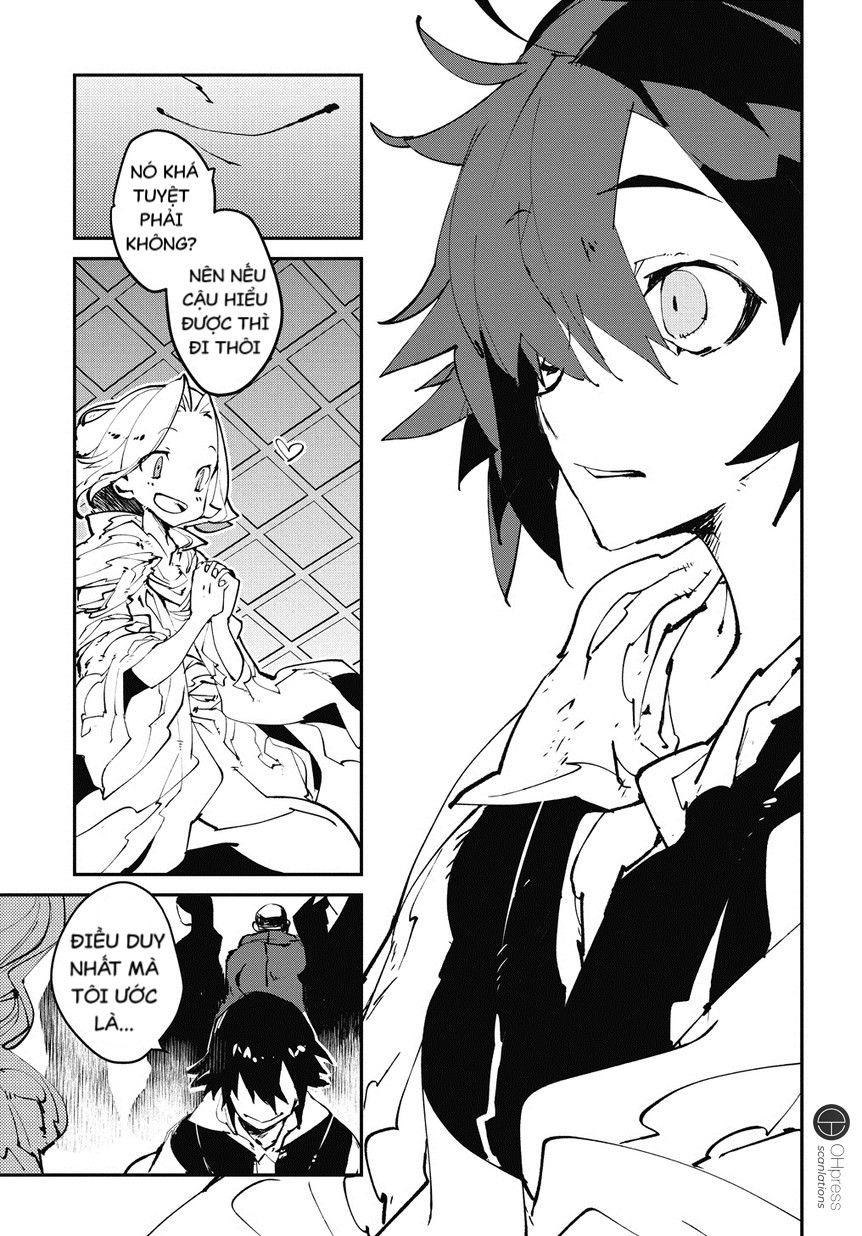 NÓ KHÁ
TUYỆT
PHẢI
KHÔNG?
NÊN NẾU
CẬU HIỂU
ĐƯỢC THÌ
ĐI THÔI
ĐIỀU DUY
NHẤT MÀ
TÔI ƯỚC
LÀ...
OHpress
scanlations